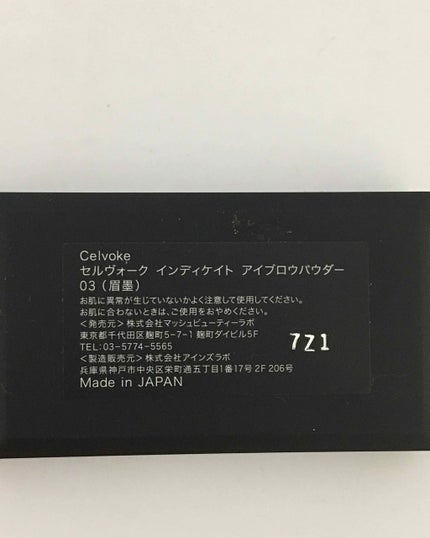 Celvoke
セルヴォーク インディケイト アイブロウパウダー
03（眉墨）
お肌に異常が生じていないかよく注意して使用してください。
お肌に合わないときは、ご使用をおやめください。
＜発売元＞株式会社マッシュビューティーラボ
東京都千代田区麹町5-7-1 麹町ダイビル5F
TEL:03-5774-5565
＜製造販売元＞株式会社アインズラボ
兵庫県神戸市中央区栄町通五丁目1番17号 2F 206号
Made in JAPAN
7Z1